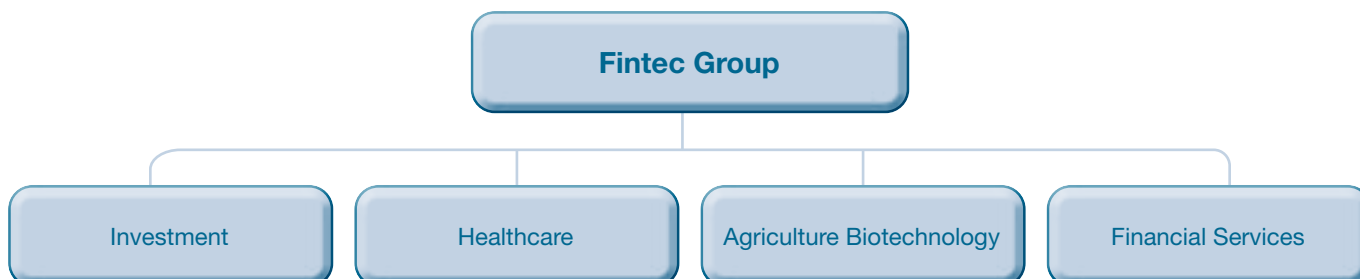 Fintec Group
Investment
Healthcare
Agriculture Biotechnology
Financial Services